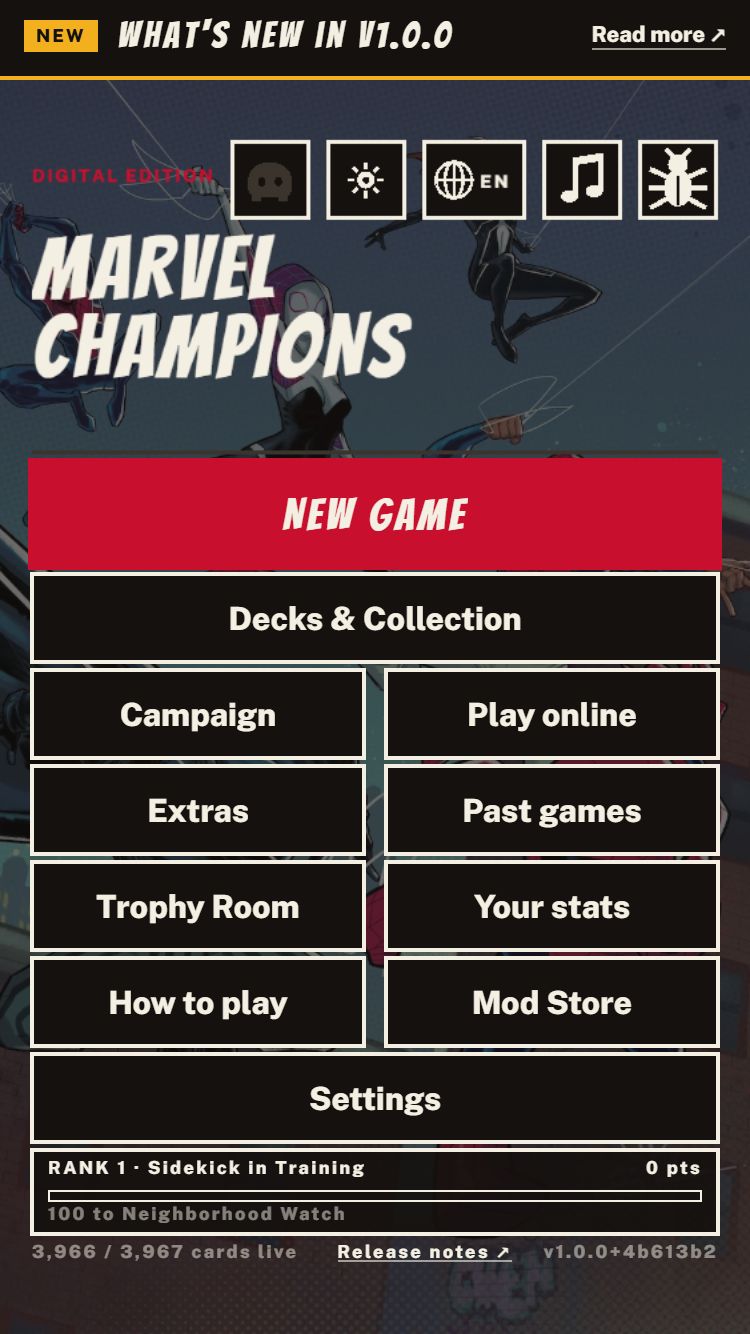 NEW WHAT'S NEW IN V1.0.0 Read more ↗
DIGITAL EDITION EN
MARVEL
CHAMPIONS
NEW GAME
Decks & Collection
Campaign Play online
Extras Past games
Trophy Room Your stats
How to play Mod Store
Settings
RANK 1 · Sidekick in Training 0 pts
100 to Neighborhood Watch
3,966 / 3,967 cards live Release notes ↗ v1.0.0+4b613b2